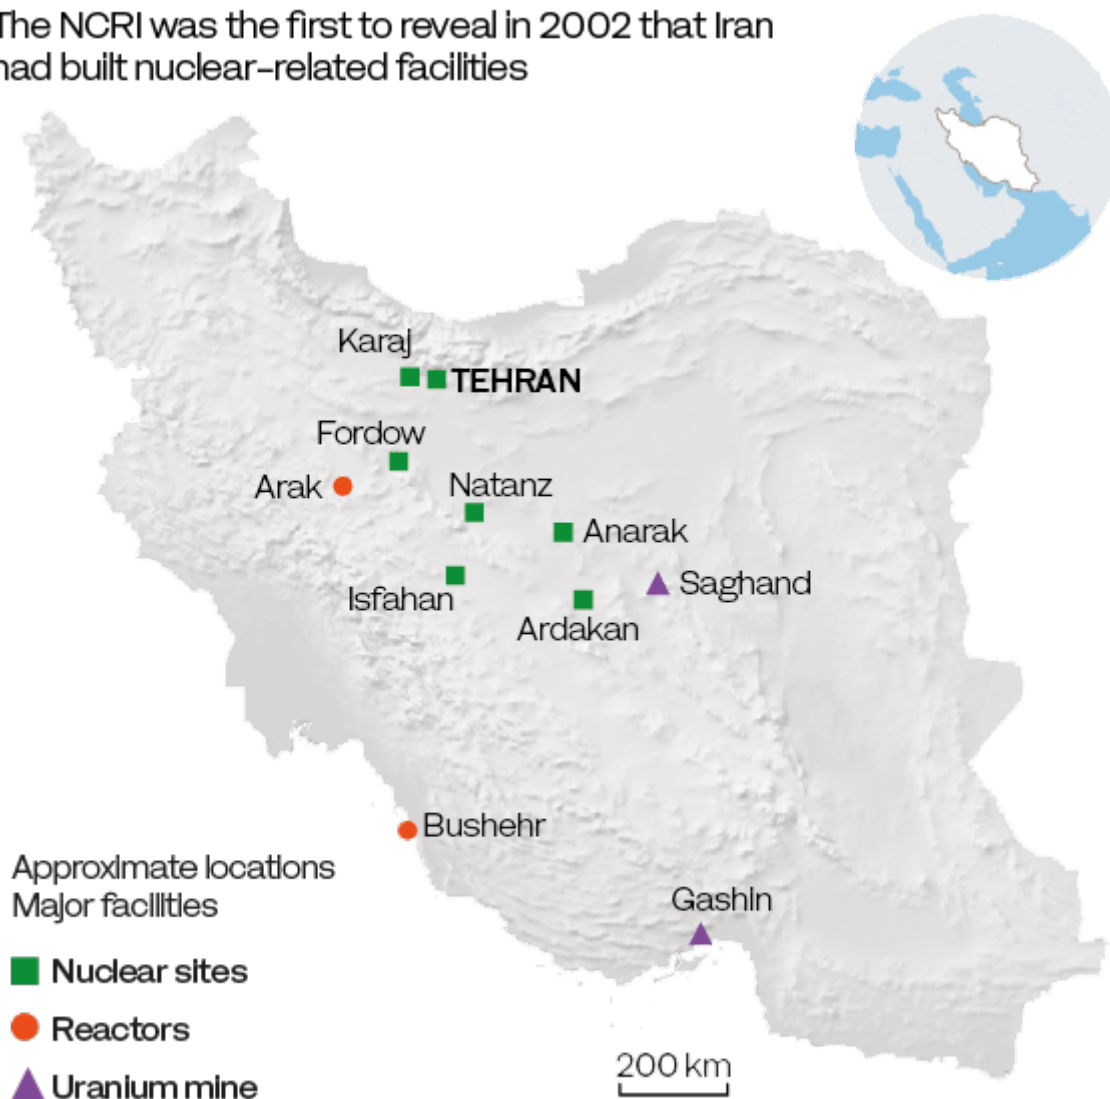 The NCRI was the first to reveal in 2002 that Iran
had built nuclear-related facilities
Karaj
TEHRAN
Fordow
Arak
Natanz
Anarak
Saghand
Isfahan
Ardakan
Bushehr
Gashin
Approximate locations
Major facilities
Nuclear sites
Reactors
Uranium mine
200 km